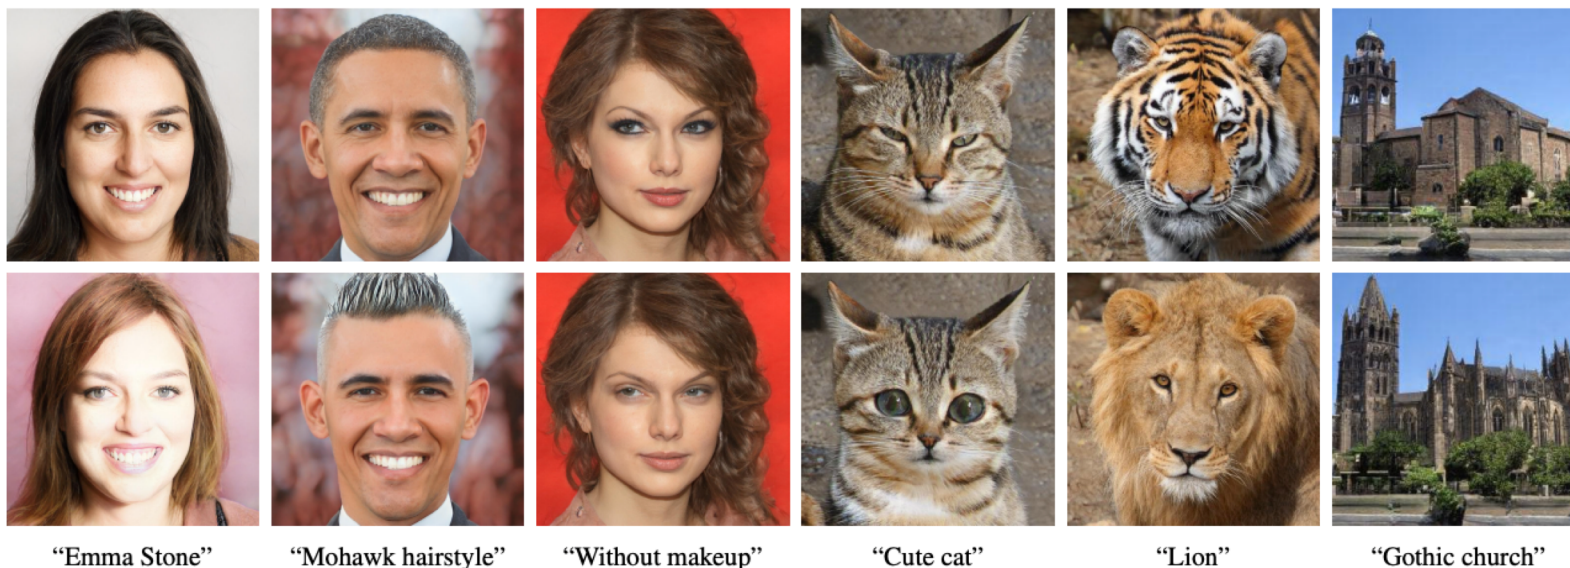 “Emma Stone” “Mohawk hairstyle” “Without makeup” “Cute cat” “Lion” “Gothic church”